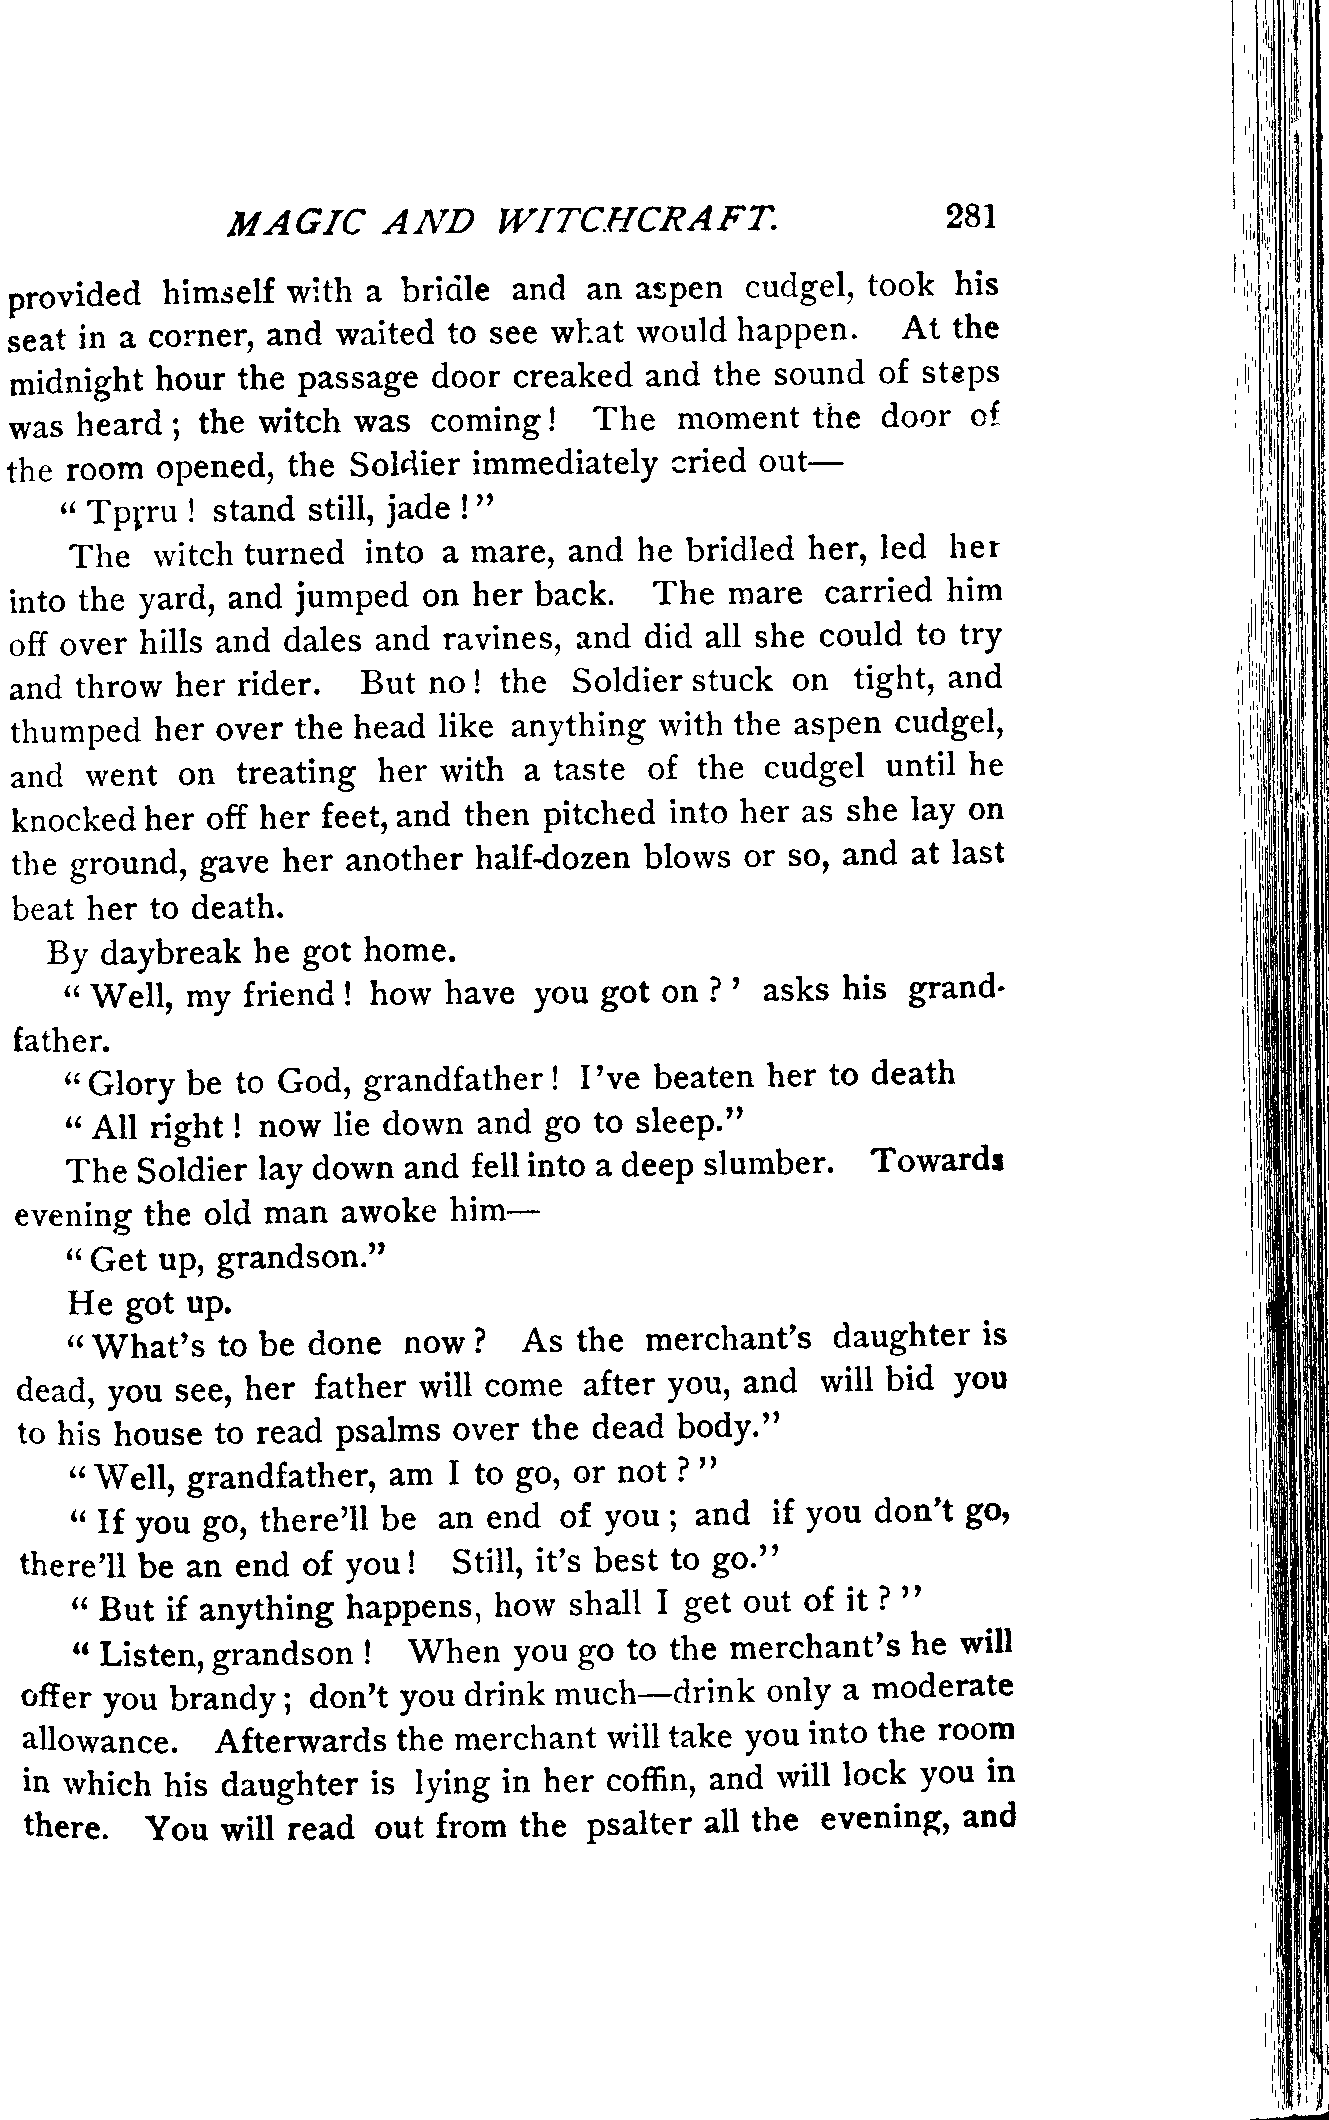 MAGIC AND WITCHCRAFT. 281
provided himself with a bridle and an aspen cudgel, took his
seat in a corner, and waited to see what would happen. At the
midnight hour the passage door creaked and the sound of steps
was heard ; the witch was coming! The moment the door of
the room opened, the Soldier immediately cried out—
“ Tprru ! stand still, jade !”
The witch turned into a mare, and he bridled her, led her
into the yard, and jumped on her back. The mare carried him
off over hills and dales and ravines, and did all she could to try
and throw her rider. But no! the Soldier stuck on tight, and
thumped her over the head like anything with the aspen cudgel,
and went on treating her with a taste of the cudgel until he
knocked her off her feet, and then pitched into her as she lay on
the ground, gave her another half-dozen blows or so, and at last
beat her to death.
By daybreak he got home.
“ Well, my friend ! how have you got on ? ’ asks his grand-
father.
“ Glory be to God, grandfather ! I’ve beaten her to death
“ All right ! now lie down and go to sleep.”
The Soldier lay down and fell into a deep slumber. Towards
evening the old man awoke him—
“ Get up, grandson.”
He got up.
“ What’s to be done now ? As the merchant’s daughter is
dead, you see, her father will come after you, and will bid you
to his house to read psalms over the dead body.”
“ Well, grandfather, am I to go, or not ? ”
“ If you go, there’ll be an end of you ; and if you don’t go,
there’ll be an end of you ! Still, it’s best to go.”
“ But if anything happens, how shall I get out of it ? ”
“ Listen, grandson ! When you go to the merchant’s he will
offer you brandy ; don’t you drink much—drink only a moderate
allowance. Afterwards the merchant will take you into the room
in which his daughter is lying in her coffin, and will lock you in
there. You will read out from the psalter all the evening, and